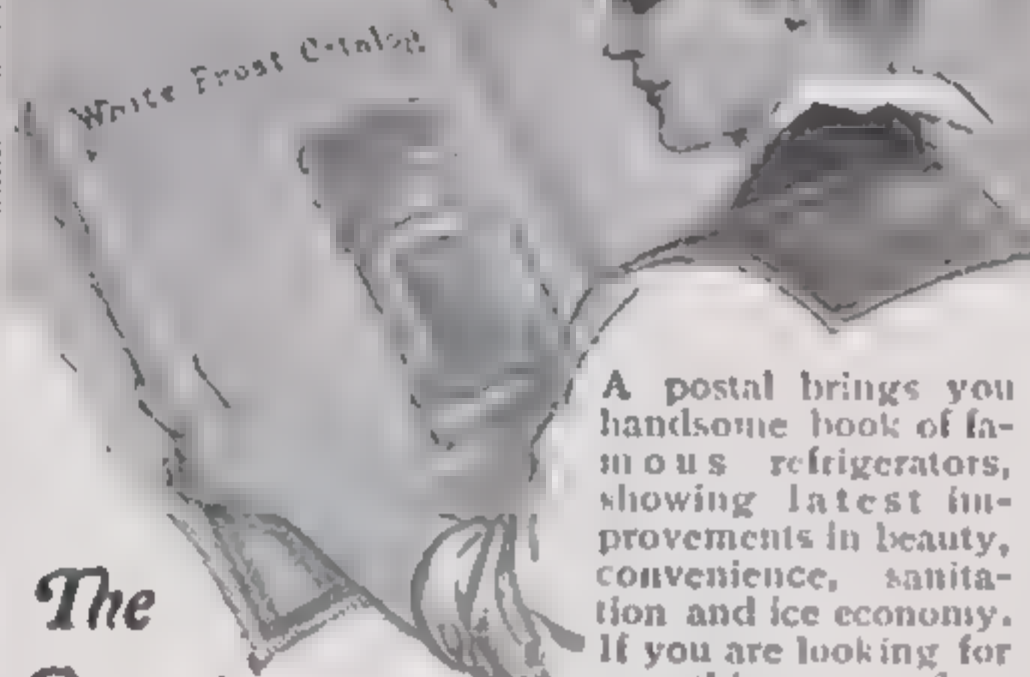 White Frost Catalog
A postal brings you
handsome book of fa-
mous refrigerators,
showing latest im-
provements in beauty,
convenience, sanita-
tion and ice economy.
If you are looking for
The